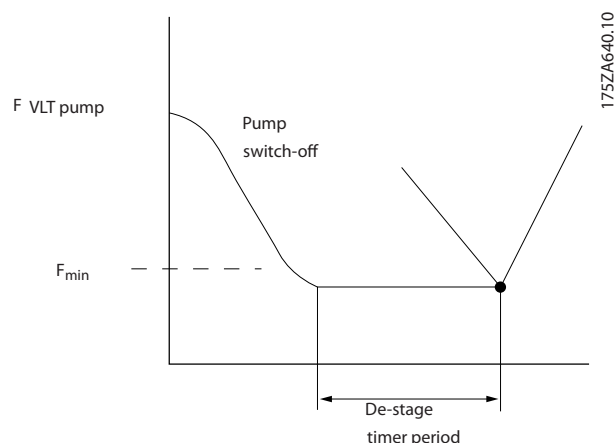 175ZA640.10
F VLT pump
Pump
switch-off
Fmin
De-stage
timer period